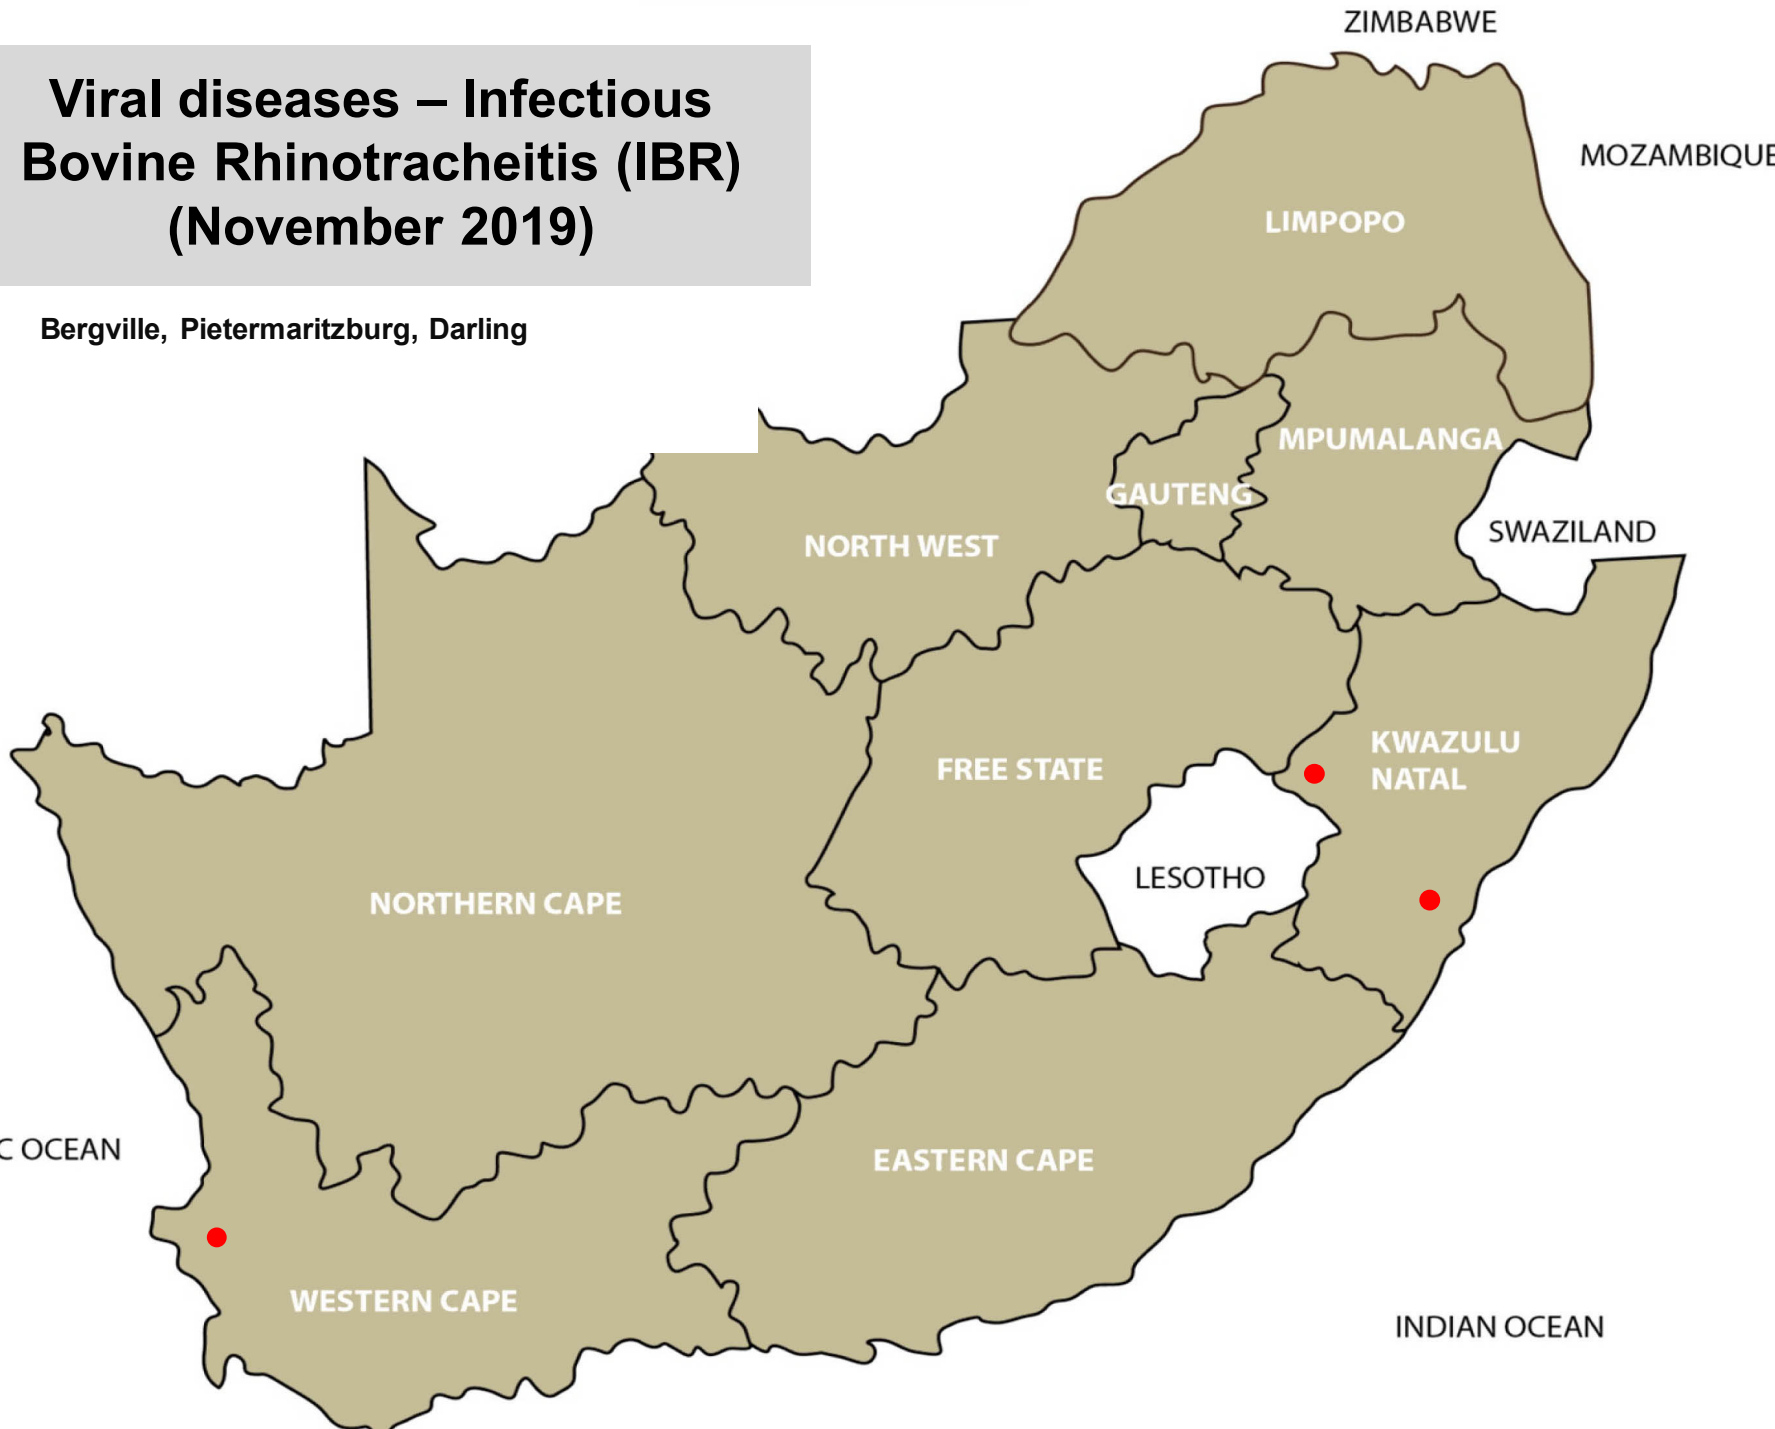 Viral diseases – Infectious
Bovine Rhinotracheitis (IBR)
(November 2019)
Bergville, Pietermaritzburg, Darling
ZIMBABWE
MOZAMBIQUE
LIMPOPO
MPUMALANGA
GAUTENG
SWAZILAND
NORTH WEST
KWAZULU
NATAL
FREE STATE
LESOTHO
NORTHERN CAPE
C OCEAN
EASTERN CAPE
WESTERN CAPE
INDIAN OCEAN